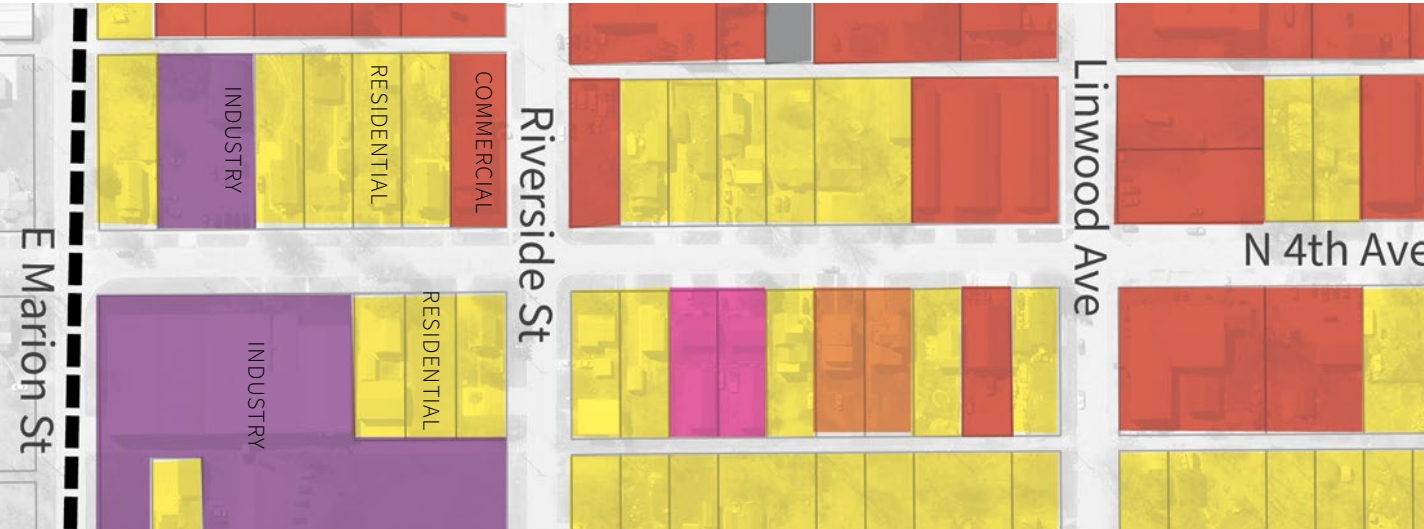 INDUSTRY
RESIDENTIAL
COMMERCIAL
Riverside St
Linwood Ave
N 4th Ave
E Marion St
INDUSTRY
RESIDENTIAL